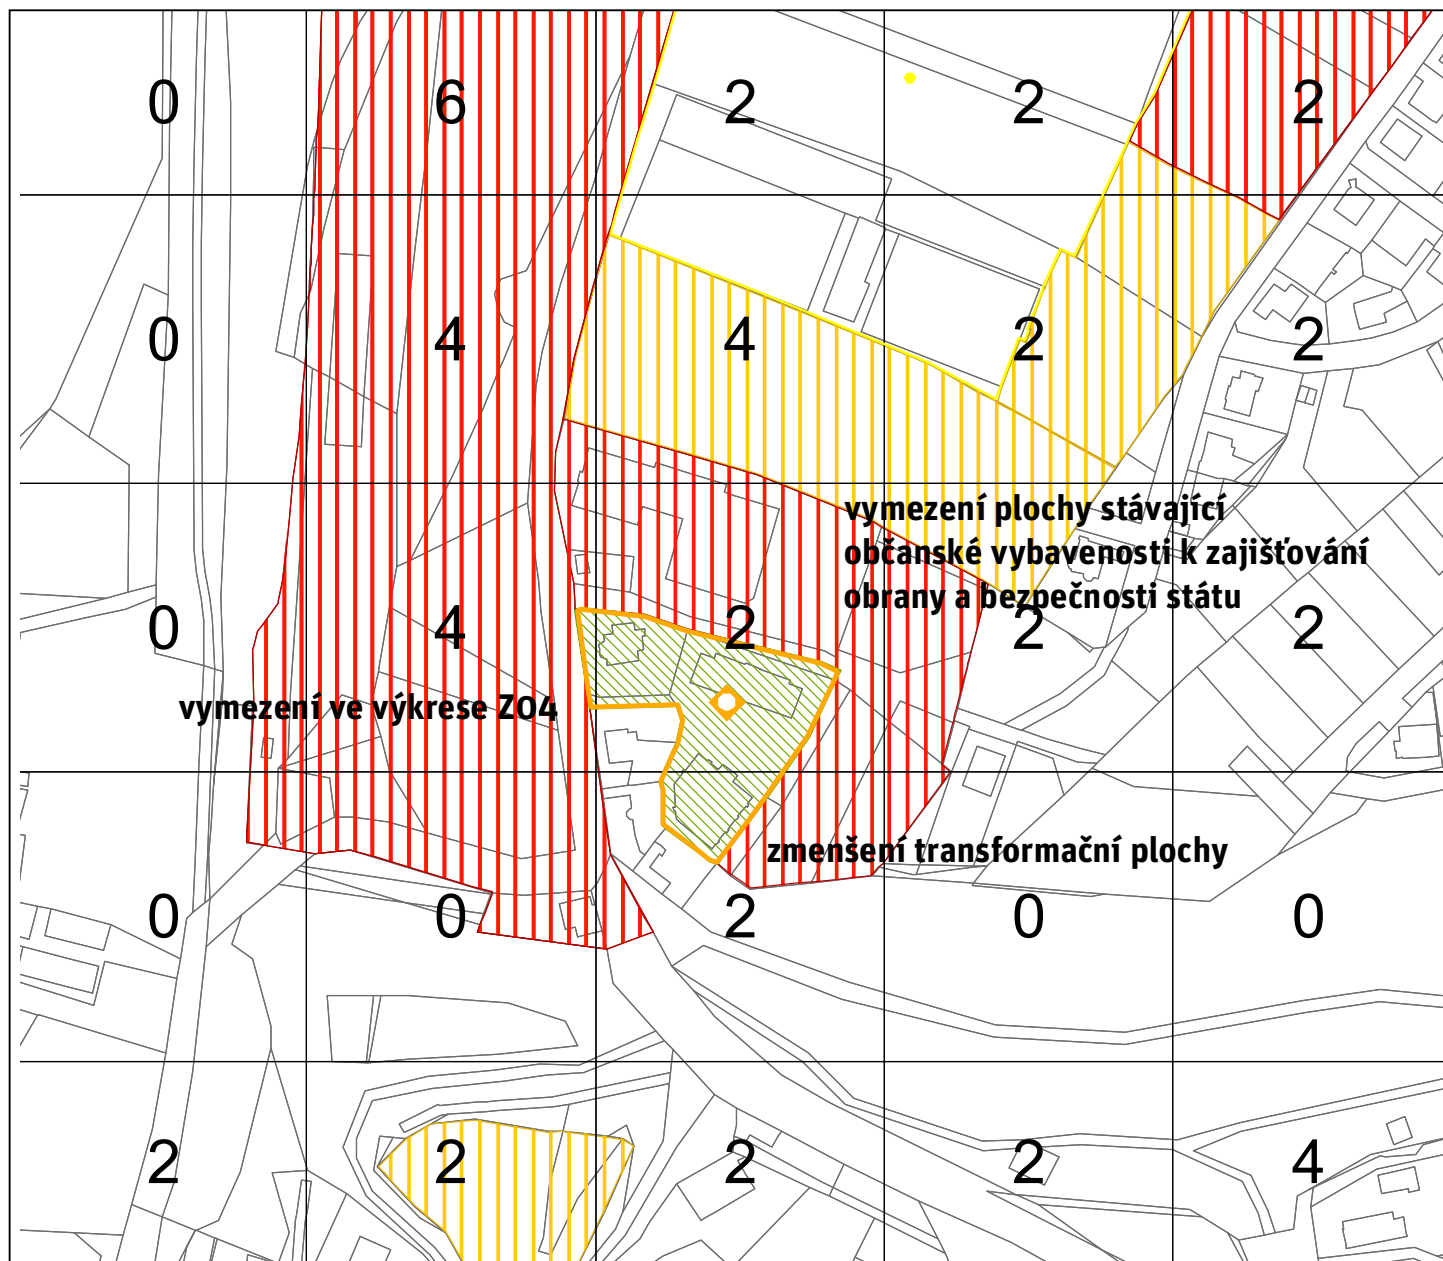 0 6 2 2 2
0 4 4 2 2
vymezení plochy stávající
občanské vybavenosti k zajišťování
obrany a bezpečnosti státu
0 4 2 2 2
vymezení ve výkrese Z04
zmenšení transformační plochy
0 0 2 0 0
2 2 2 2 4